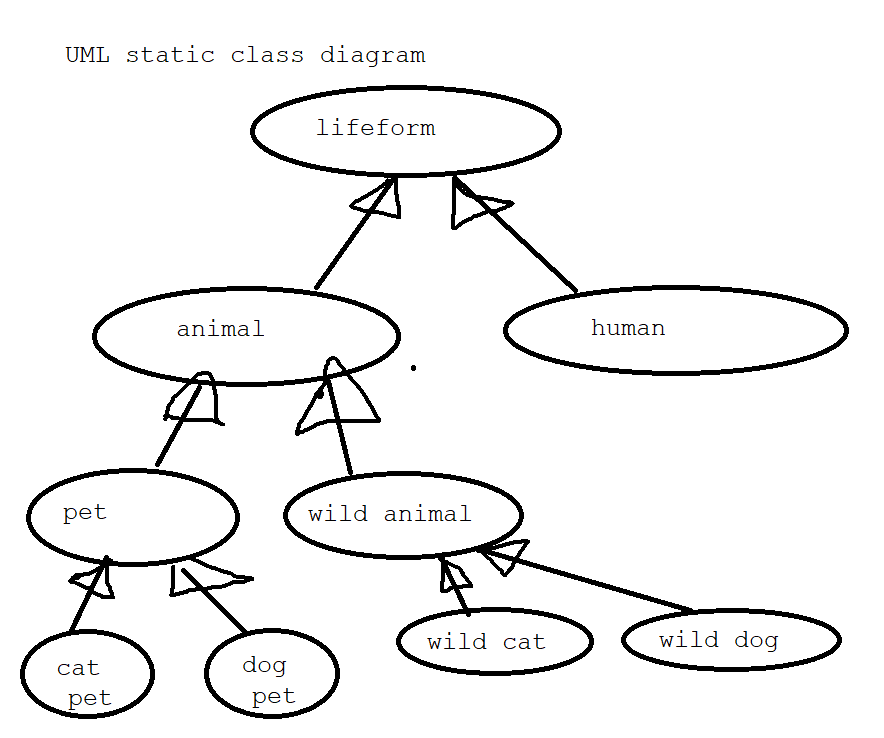 UML static class diagram
lifeform
animal
human
pet
wild animal
wild cat
wild dog
cat
pet
dog
pet